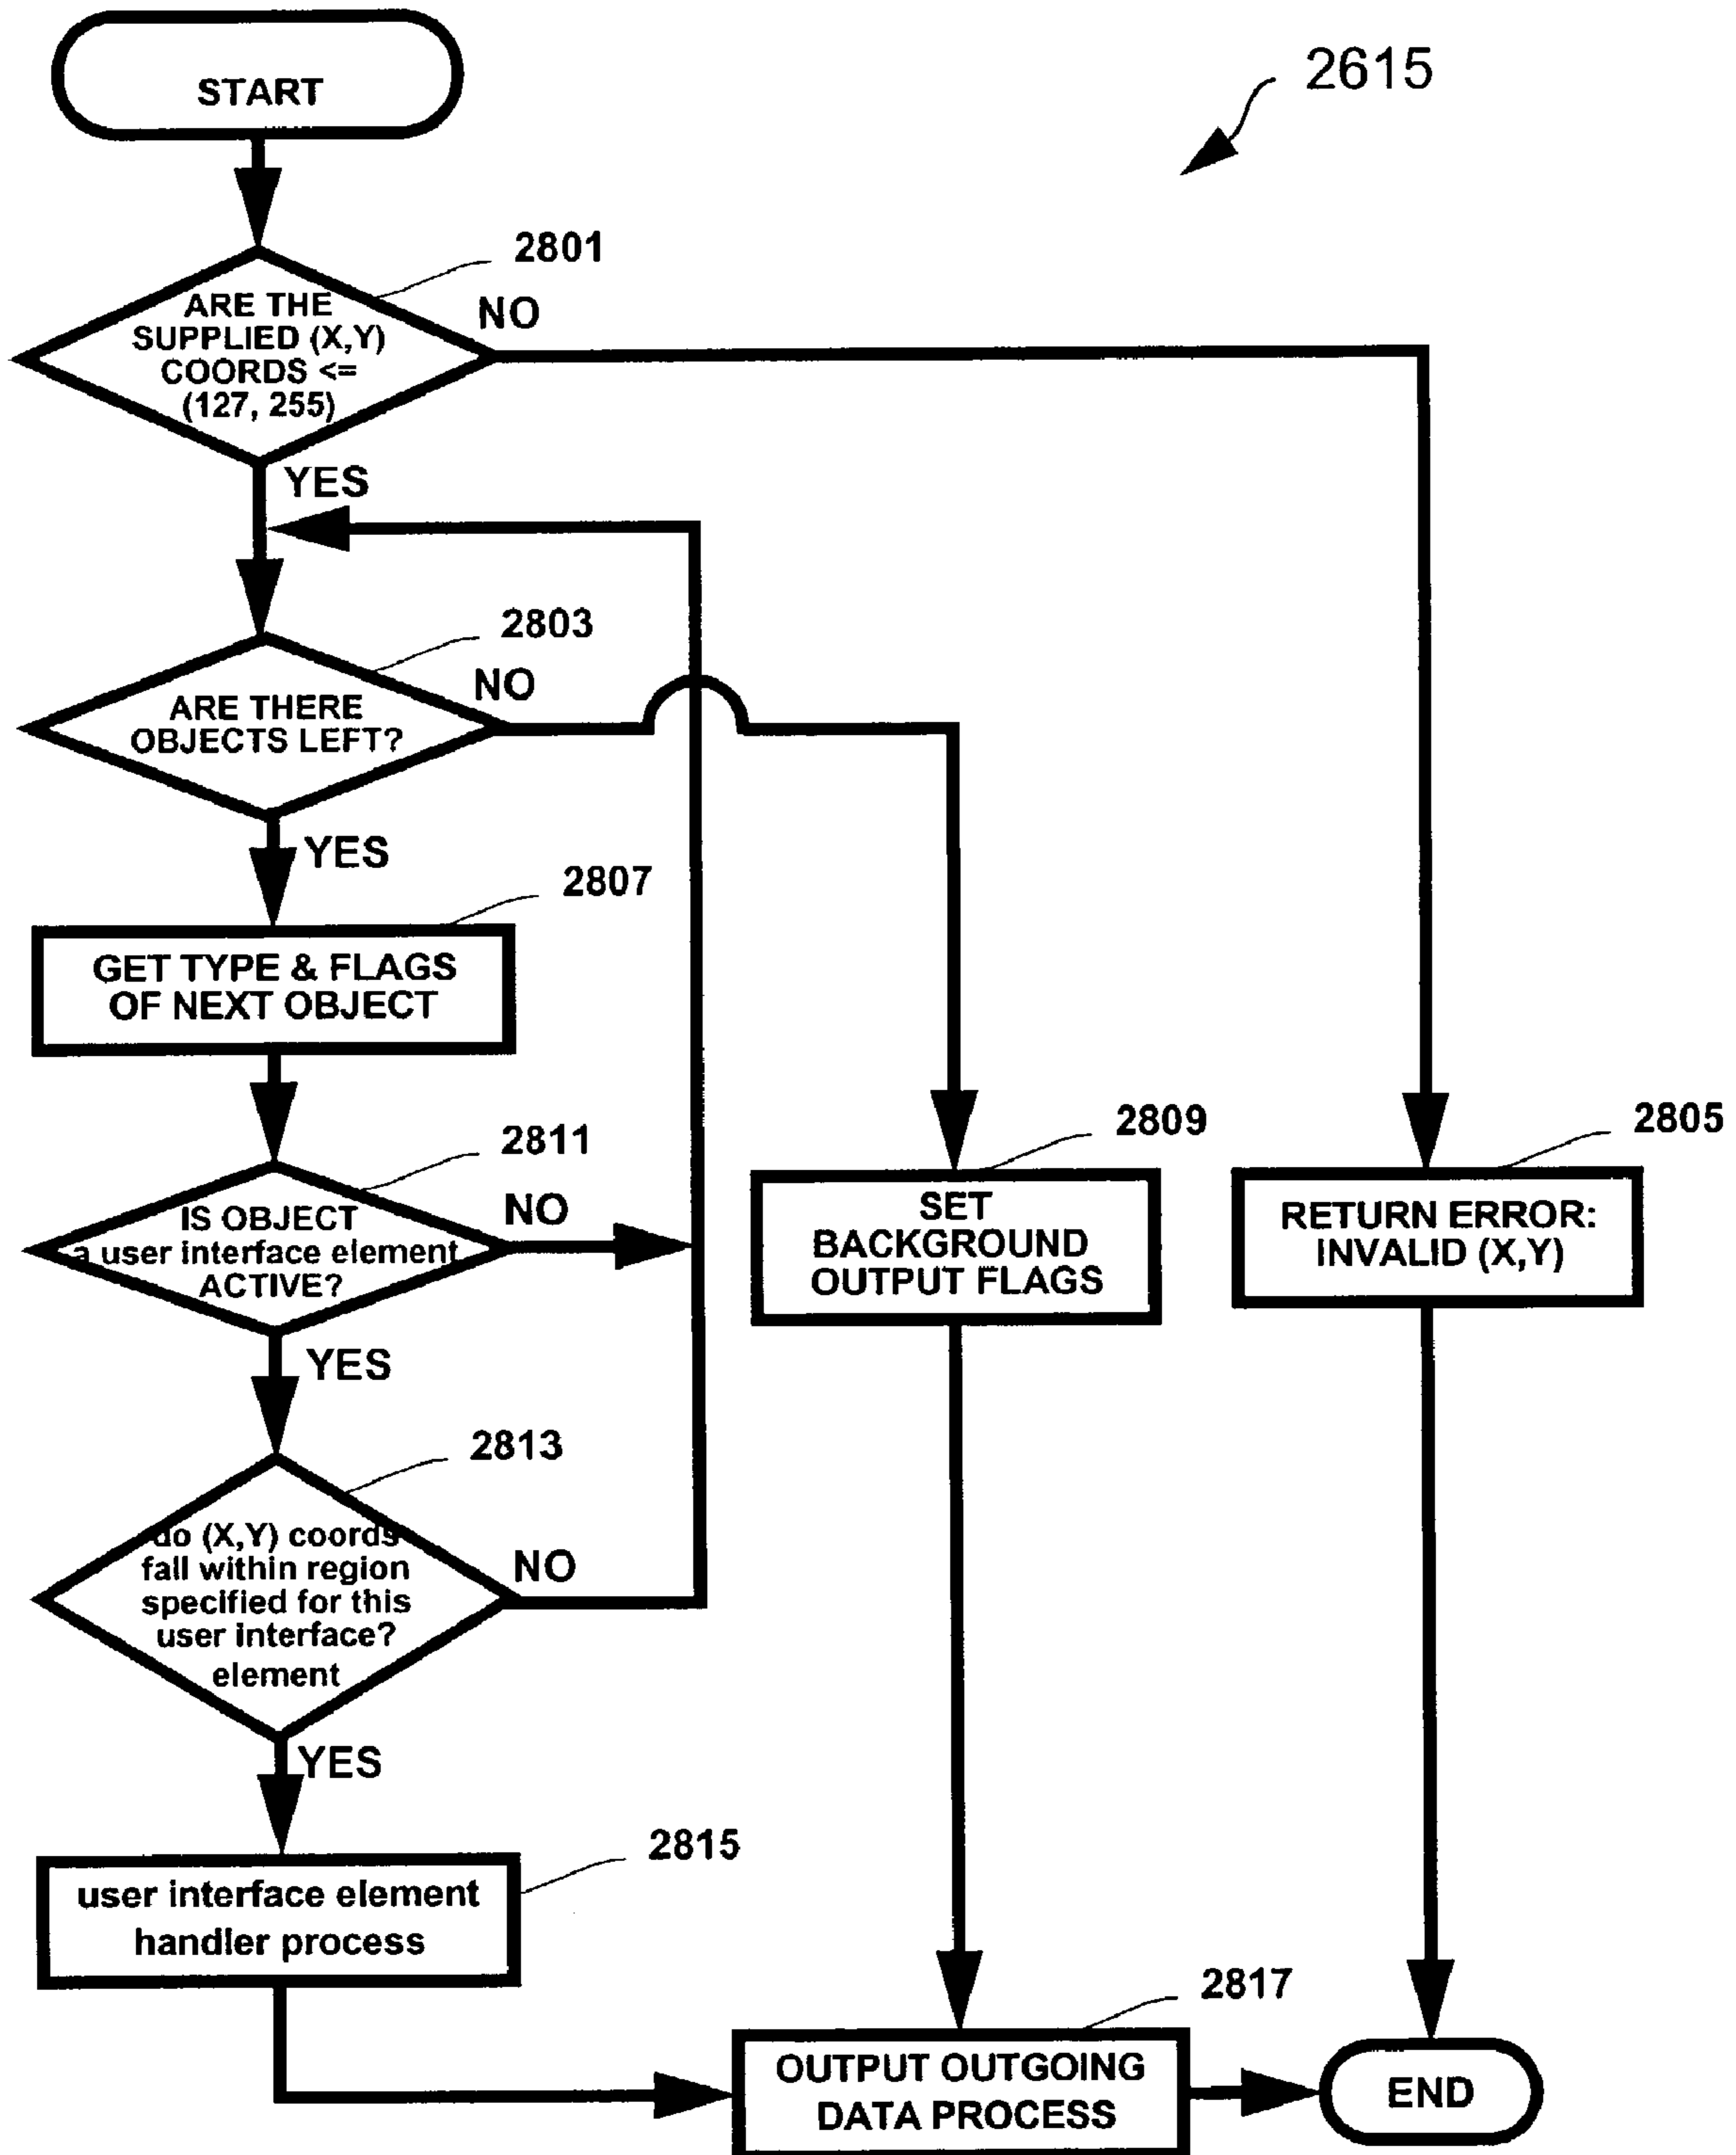 START
2615
2801
ARE THE
SUPPLIED (X,Y)
COORDS <=
(127, 255)
NO
YES
2803
ARE THERE
OBJECTS LEFT?
NO
YES
2807
GET TYPE & FLAGS
OF NEXT OBJECT
2811
IS OBJECT
a user interface element
ACTIVE?
NO
YES
2809
SET
BACKGROUND
OUTPUT FLAGS
2805
RETURN ERROR:
INVALID (X,Y)
2813
do (X,Y) coords
fall within region
specified for this
user interface?
element
NO
YES
2815
user interface element
handler process
2817
OUTPUT OUTGOING
DATA PROCESS
END